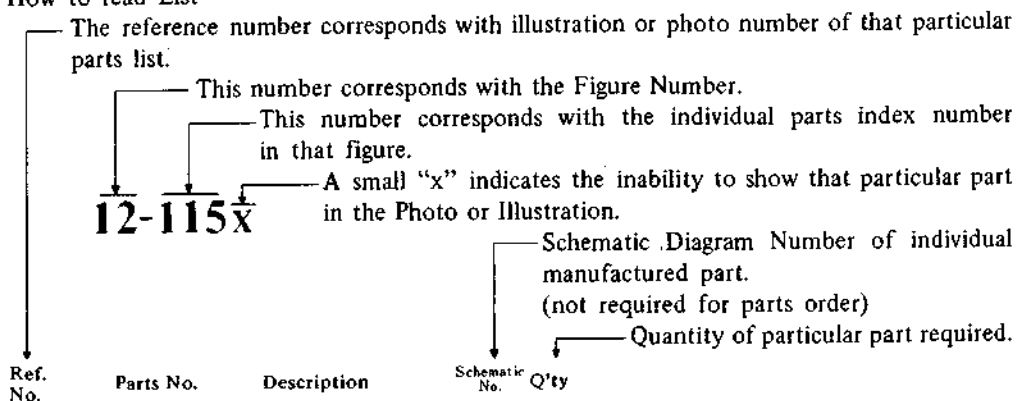 How to read List
The reference number corresponds with illustration or photo number of that particular
parts list.
This number corresponds with the Figure Number.
This number corresponds with the individual parts index number
in that figure.
A small "x" indicates the inability to show that particular part
in the Photo or Illustration.
12-115x
Schematic Diagram Number of individual
manufactured part.
(not required for parts order)
Quantity of particular part required.
Ref. No. Parts No. Description Schematic No. Q'ty